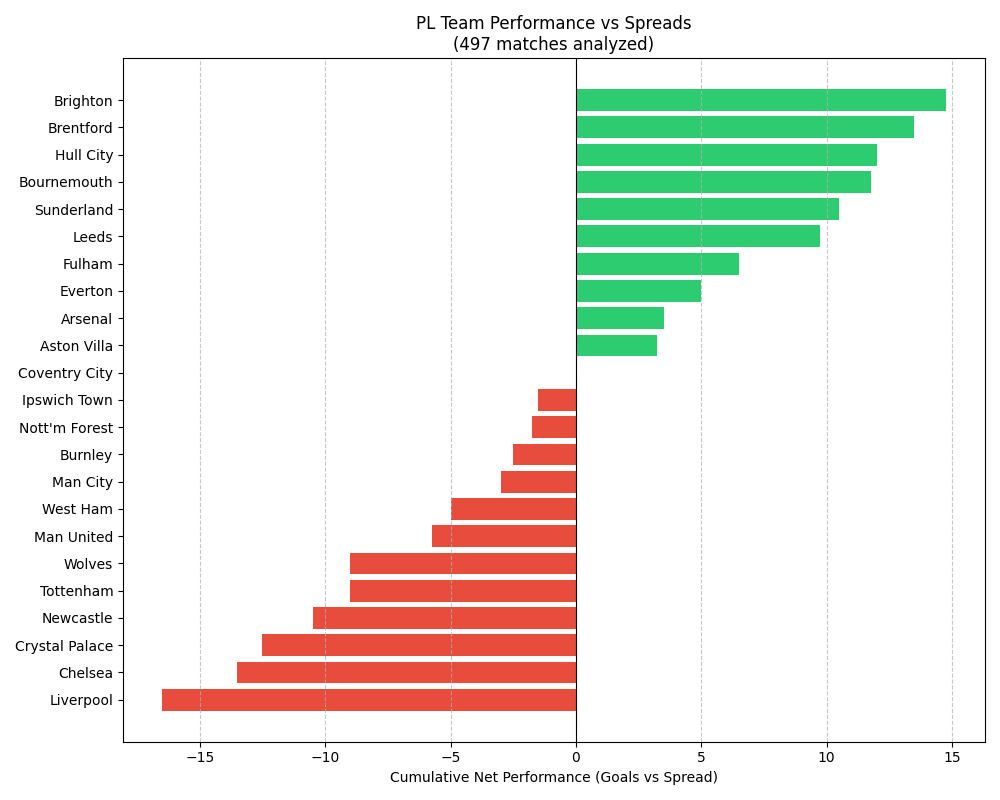 PL Team Performance vs Spreads
(497 matches analyzed)
Brighton
Brentford
Hull City
Bournemouth
Sunderland
Leeds
Fulham
Everton
Arsenal
Aston Villa
Coventry City
Ipswich Town
Nott'm Forest
Burnley
Man City
West Ham
Man United
Wolves
Tottenham
Newcastle
Crystal Palace
Chelsea
Liverpool
−15 −10 −5 0 5 10 15
Cumulative Net Performance (Goals vs Spread)